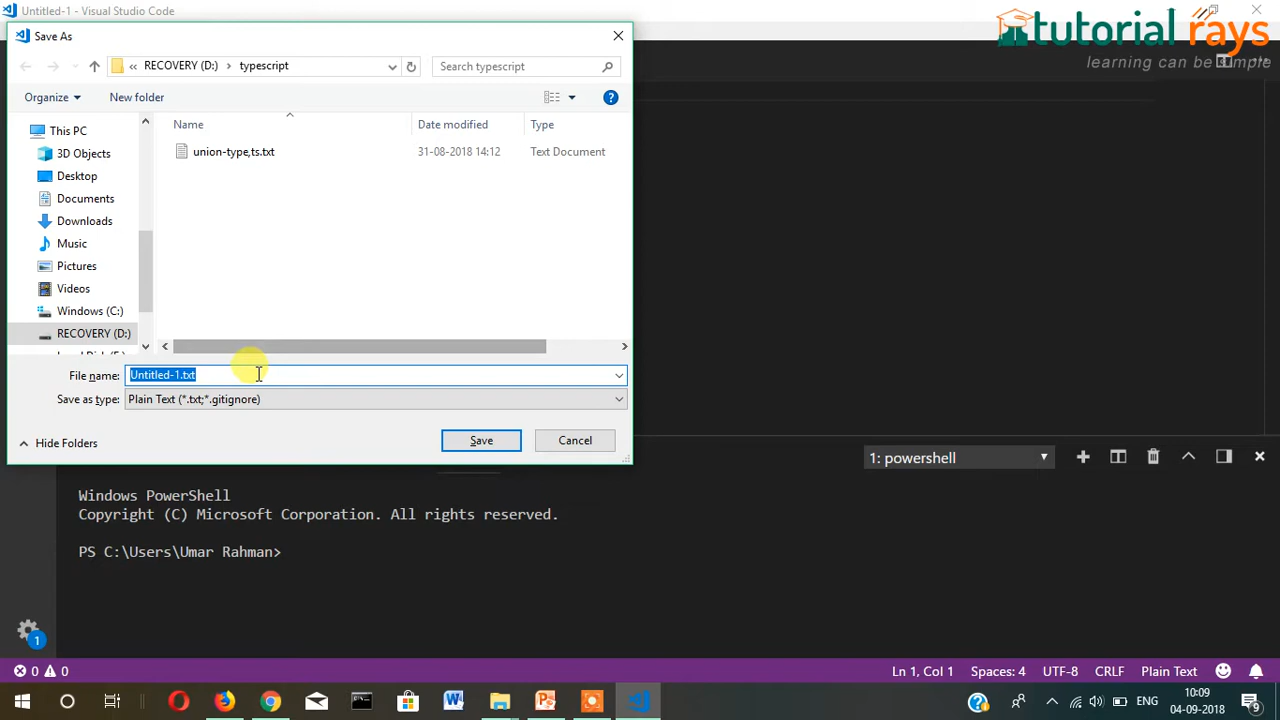 Untitled-1 - Visual Studio Code
tutorial rays
learning can be simple
Save As
« RECOVERY (D:) › typescript
Search typescript
Organize
New folder
This PC
3D Objects
Desktop
Documents
Downloads
Music
Pictures
Videos
Windows (C:)
RECOVERY (D:)
Name
Date modified
Type
union-type,ts.txt
31-08-2018 14:12
Text Document
File name:
Untitled-1.txt
Save as type:
Plain Text (*.txt;*.gitignore)
Hide Folders
Save
Cancel
1: powershell
Windows PowerShell
Copyright (C) Microsoft Corporation. All rights reserved.
PS C:\Users\Umar Rahman>
1
0
0
Ln 1, Col 1
Spaces: 4
UTF-8
CRLF
Plain Text
ENG
10:09
04-09-2018
9